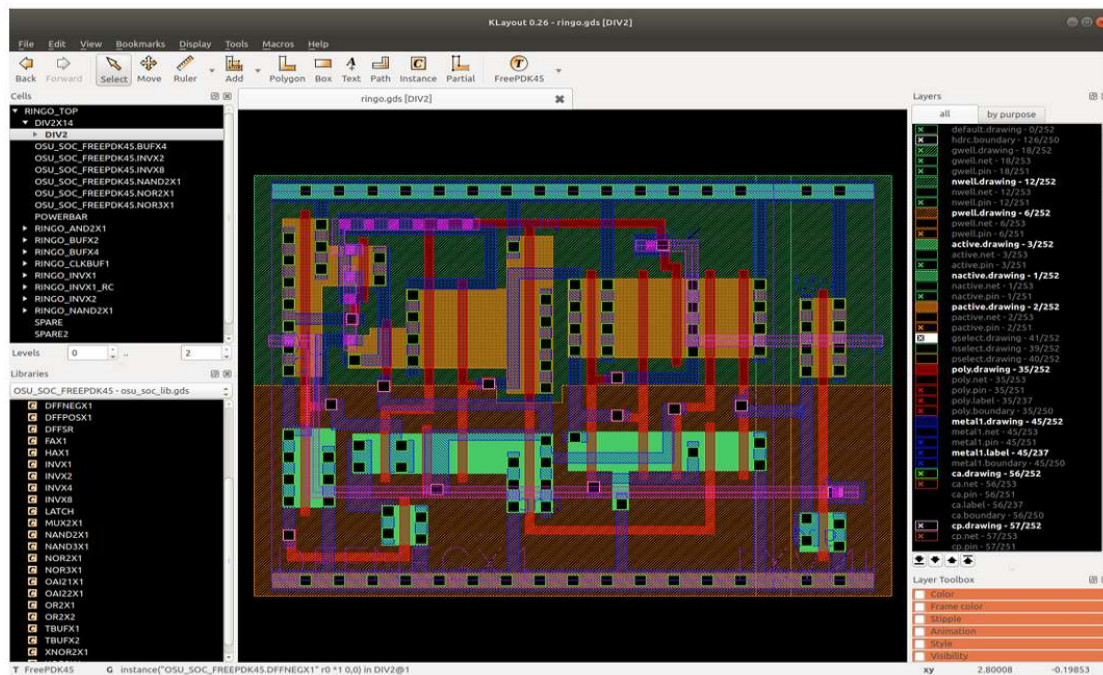 KLayout 0.26 - ringo.gds [DIV2]
File Edit View Bookmarks Display Tools Macros Help
Back Forward Select Move Ruler Add Polygon Box Text Path Instance Partial FreePDK45
Cells
RINGO_TOP
DIV2X14
DIV2
OSU_SOC_FREEPDK45.BUFX4
OSU_SOC_FREEPDK45.INVX2
OSU_SOC_FREEPDK45.INVX8
OSU_SOC_FREEPDK45.NAND2X1
OSU_SOC_FREEPDK45.NOR2X1
OSU_SOC_FREEPDK45.NOR3X1
POWERBAR
RINGO_AND2X1
RINGO_BUFX2
RINGO_BUFX4
RINGO_CLKBUF1
RINGO_INVX1
RINGO_INVX1_RC
RINGO_INVX2
RINGO_NAND2X1
SPARE
SPARE2
Levels 0 .. 2
Libraries
OSU_SOC_FREEPDK45 - osu_soc_lib.gds
DFFNEGX1
DFFPOSX1
DFFSR
FAX1
HAX1
INVX1
INVX2
INVX4
INVX8
LATCH
MUX2X1
NAND2X1
NAND3X1
NOR2X1
NOR3X1
OAI21X1
OAI22X1
OR2X1
OR2X2
TBUFX1
TBUFX2
XNOR2X1
ringo.gds [DIV2]
Layers
all by purpose
default.drawing - 0/252
hdrc.boundary - 126/250
gwell.drawing - 18/252
gwell.net - 18/253
gwell.pin - 18/251
nwell.drawing - 12/252
nwell.net - 12/253
nwell.pin - 12/251
pwell.drawing - 6/252
pwell.net - 6/253
pwell.pin - 6/251
active.drawing - 3/252
active.net - 3/253
active.pin - 3/251
nactive.drawing - 1/252
nactive.net - 1/253
nactive.pin - 1/251
pactive.drawing - 2/252
pactive.net - 2/253
pactive.pin - 2/251
gselect.drawing - 41/252
nselect.drawing - 39/252
pselect.drawing - 40/252
poly.drawing - 35/252
poly.net - 35/253
poly.pin - 35/251
poly.label - 35/237
poly.boundary - 35/250
metal1.drawing - 45/252
metal1.net - 45/253
metal1.pin - 45/251
metal1.label - 45/237
metal1.boundary - 45/250
ca.drawing - 56/252
ca.net - 56/253
ca.pin - 56/251
ca.label - 56/237
ca.boundary - 56/250
cp.drawing - 57/252
cp.net - 57/253
cp.pin - 57/251
Layer Toolbox
Color
Frame color
Stipple
Animation
Style
Visibility
T FreePDK45 G instance("OSU_SOC_FREEPDK45.DFFNEGX1" r0 *1 0,0) in DIV2@1 xy 2.80008 -0.19853